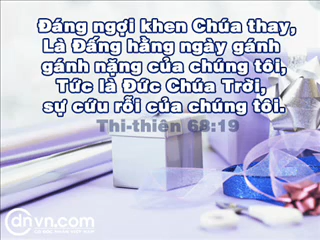 Đáng ngợi khen Chúa thay,
Là Đấng hằng ngày gánh
gánh nặng của chúng tôi,
Tức là Đức Chúa Trời,
sự cứu rỗi của chúng tôi.
Thi-thiên 68:19
dnvn.com